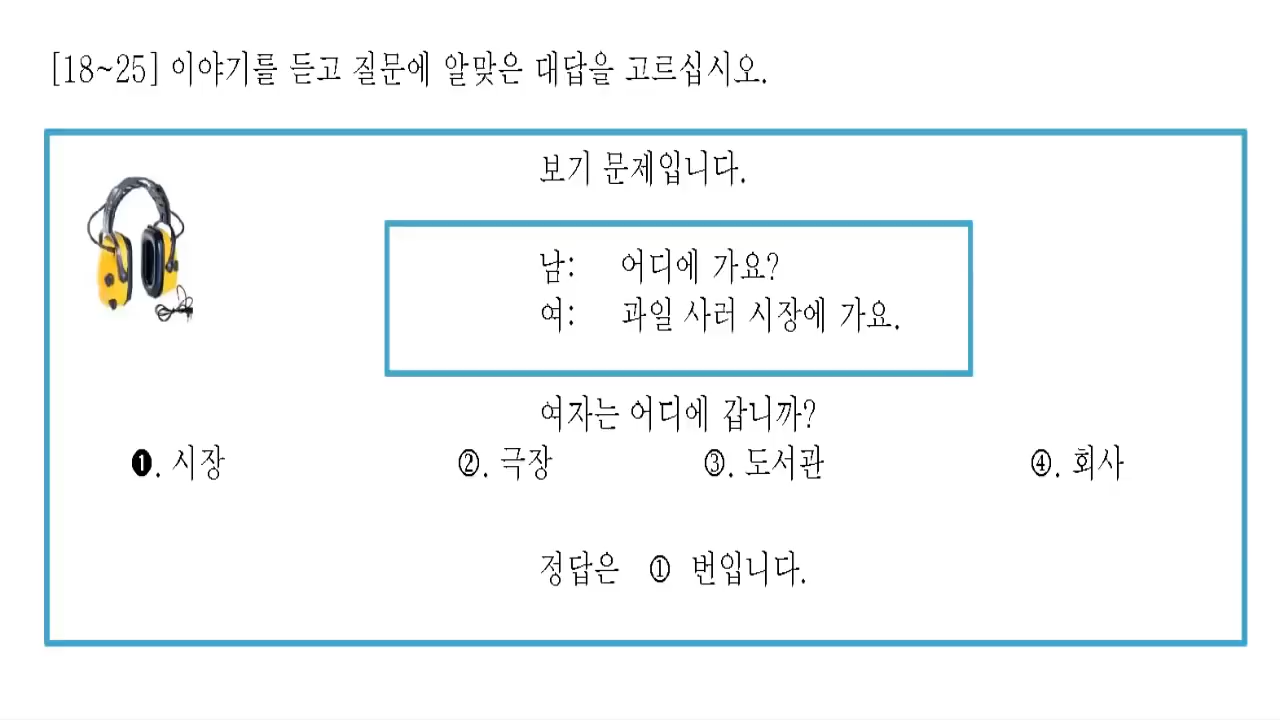 [18~25] 이야기를 듣고 질문에 알맞은 대답을 고르십시오.
보기 문제입니다.
남: 어디에 가요?
여: 과일 사러 시장에 가요.
여자는 어디에 갑니까?
❶. 시장 ②. 극장 ③. 도서관 ④. 회사
정답은 ① 번입니다.